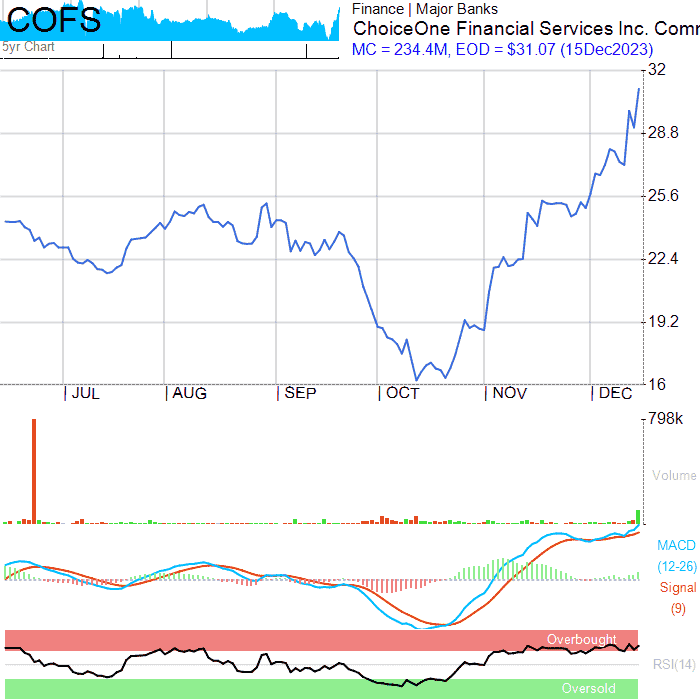 COFS
5yr Chart
Finance | Major Banks
ChoiceOne Financial Services Inc. Comr
MC = 234.4M, EOD = $31.07 (15Dec2023)
32
28.8
25.6
22.4
19.2
16
JUL AUG SEP OCT NOV DEC
798k
Volume
MACD
(12-26)
Signal
(9)
Overbought
RSI(14)
Oversold